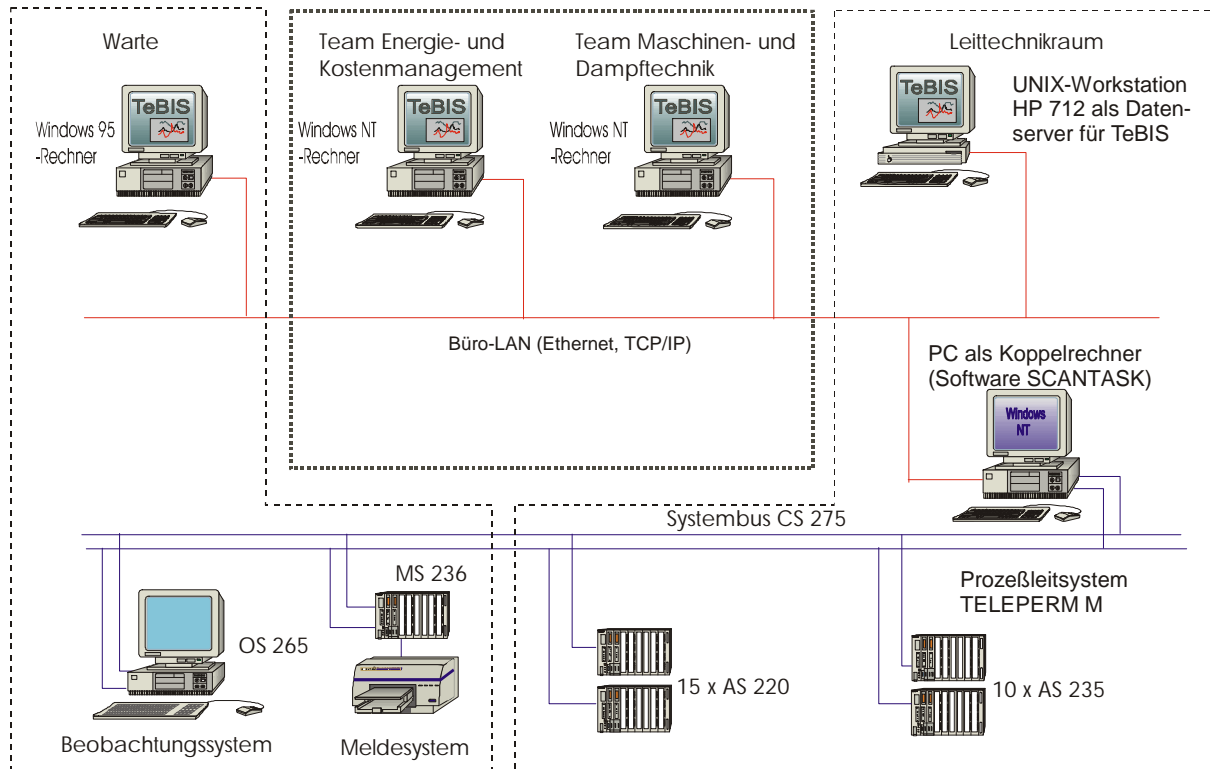 Warte
TeBIS
Windows 95
-Rechner
Team Energie- und
Kostenmanagement
TeBIS
Windows NT
-Rechner
Team Maschinen- und
Dampftechnik
TeBIS
Windows NT
-Rechner
Leittechnikraum
TeBIS
UNIX-Workstation
HP 712 als Daten-
server für TeBIS
Büro-LAN (Ethernet, TCP/IP)
PC als Koppelrechner
(Software SCANTASK)
Windows
NT
Systembus CS 275
MS 236
OS 265
Beobachtungssystem
Meldesystem
15 x AS 220
Prozeßleitsystem
TELEPERM M
10 x AS 235